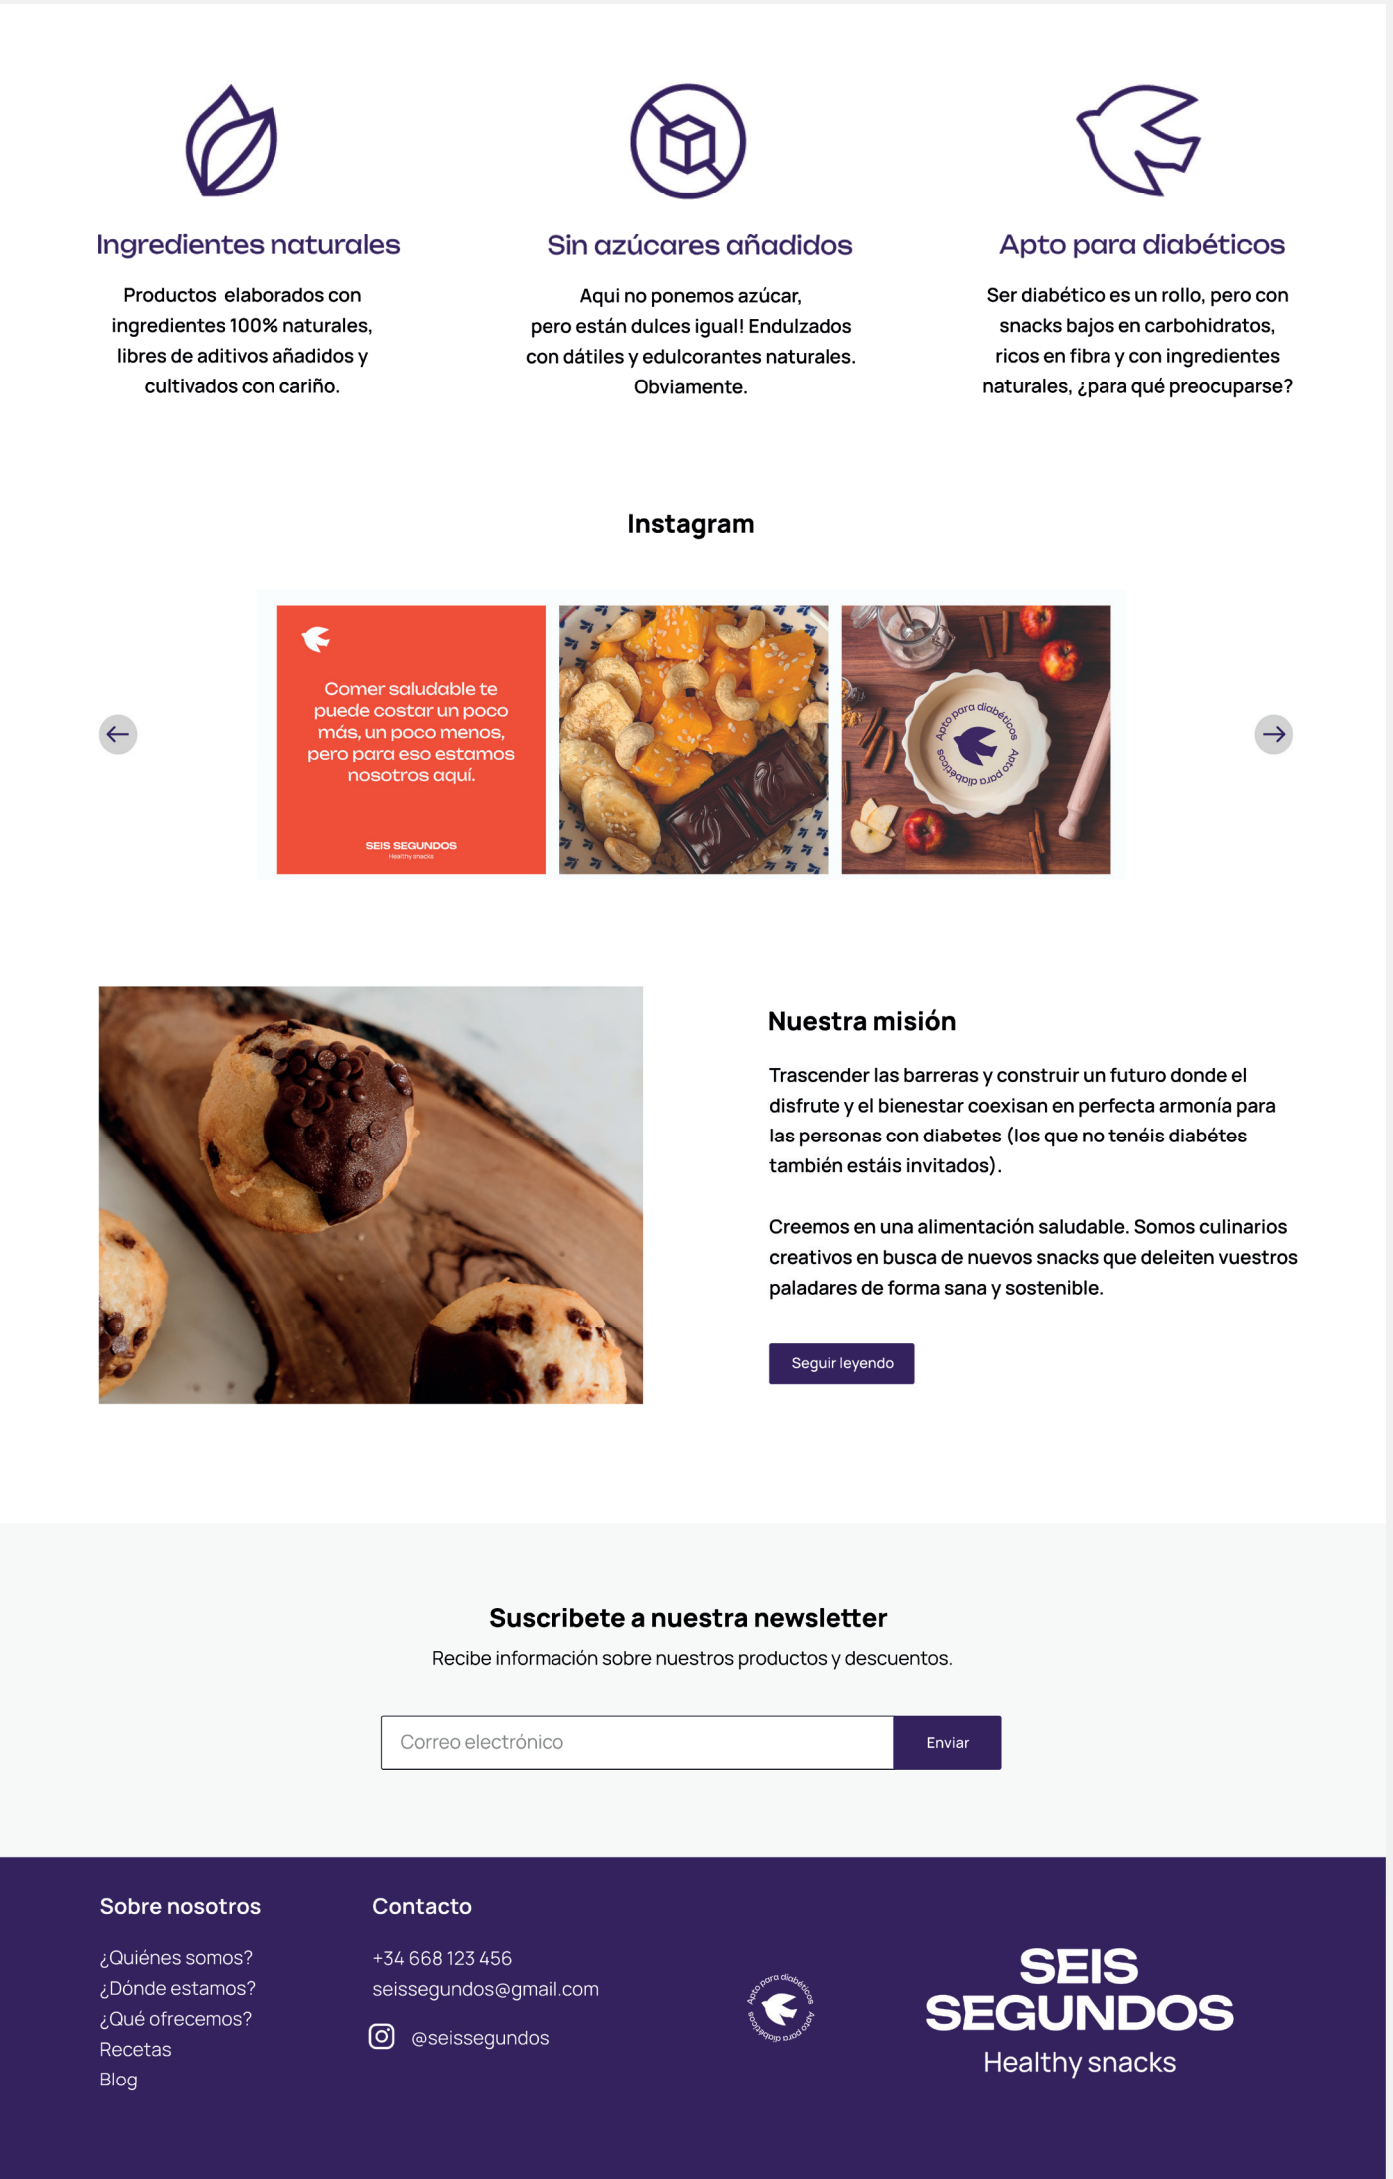 Ingredientes naturales
Productos elaborados con
ingredientes 100% naturales,
libres de aditivos añadidos y
cultivados con cariño.
Sin azúcares añadidos
Aqui no ponemos azúcar,
pero están dulces igual! Endulzados
con dátiles y edulcorantes naturales.
Obviamente.
Apto para diabéticos
Ser diabético es un rollo, pero con
snacks bajos en carbohidratos,
ricos en fibra y con ingredientes
naturales, ¿para qué preocuparse?
Instagram
Comer saludable te
puede costar un poco
más, un poco menos,
pero para eso estamos
nosotros aquí.
SEIS SEGUNDOS
Healthy snacks
Apto para diabéticos Apto para diabéticos
Nuestra misión
Trascender las barreras y construir un futuro donde el
disfrute y el bienestar coexisan en perfecta armonía para
las personas con diabetes (los que no tenéis diabétes
también estáis invitados).
Creemos en una alimentación saludable. Somos culinarios
creativos en busca de nuevos snacks que deleiten vuestros
paladares de forma sana y sostenible.
Seguir leyendo
Suscribete a nuestra newsletter
Recibe información sobre nuestros productos y descuentos.
Correo electrónico
Enviar
Sobre nosotros
¿Quiénes somos?
¿Dónde estamos?
¿Qué ofrecemos?
Recetas
Blog
Contacto
+34 668 123 456
seissegundos@gmail.com
@seissegundos
Apto para diabéticos Apto para diabéticos
SEIS
SEGUNDOS
Healthy snacks